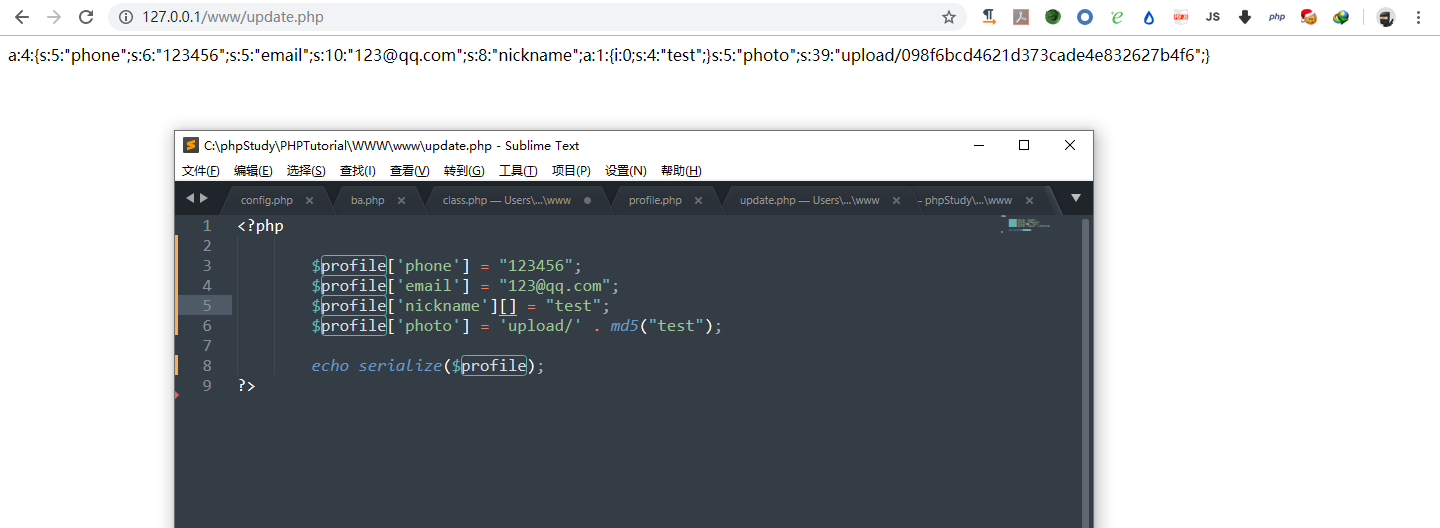 127.0.0.1/www/update.php
JS
php
a:4:{s:5:"phone";s:6:"123456";s:5:"email";s:10:"123@qq.com";s:8:"nickname";a:1:{i:0;s:4:"test";}s:5:"photo";s:39:"upload/098f6bcd4621d373cade4e832627b4f6";}
C:\phpStudy\PHPTutorial\WWW\www\update.php - Sublime Text
文件(F) 编辑(E) 选择(S) 查找(I) 查看(V) 转到(G) 工具(T) 项目(P) 设置(N) 帮助(H)
config.php ba.php class.php — Users\...\www profile.php update.php — Users\...\www - phpStudy\...\www
1 <?php
2
3 $profile['phone'] = "123456";
4 $profile['email'] = "123@qq.com";
5 $profile['nickname'][] = "test";
6 $profile['photo'] = 'upload/' . md5("test");
7
8 echo serialize($profile);
9 ?>